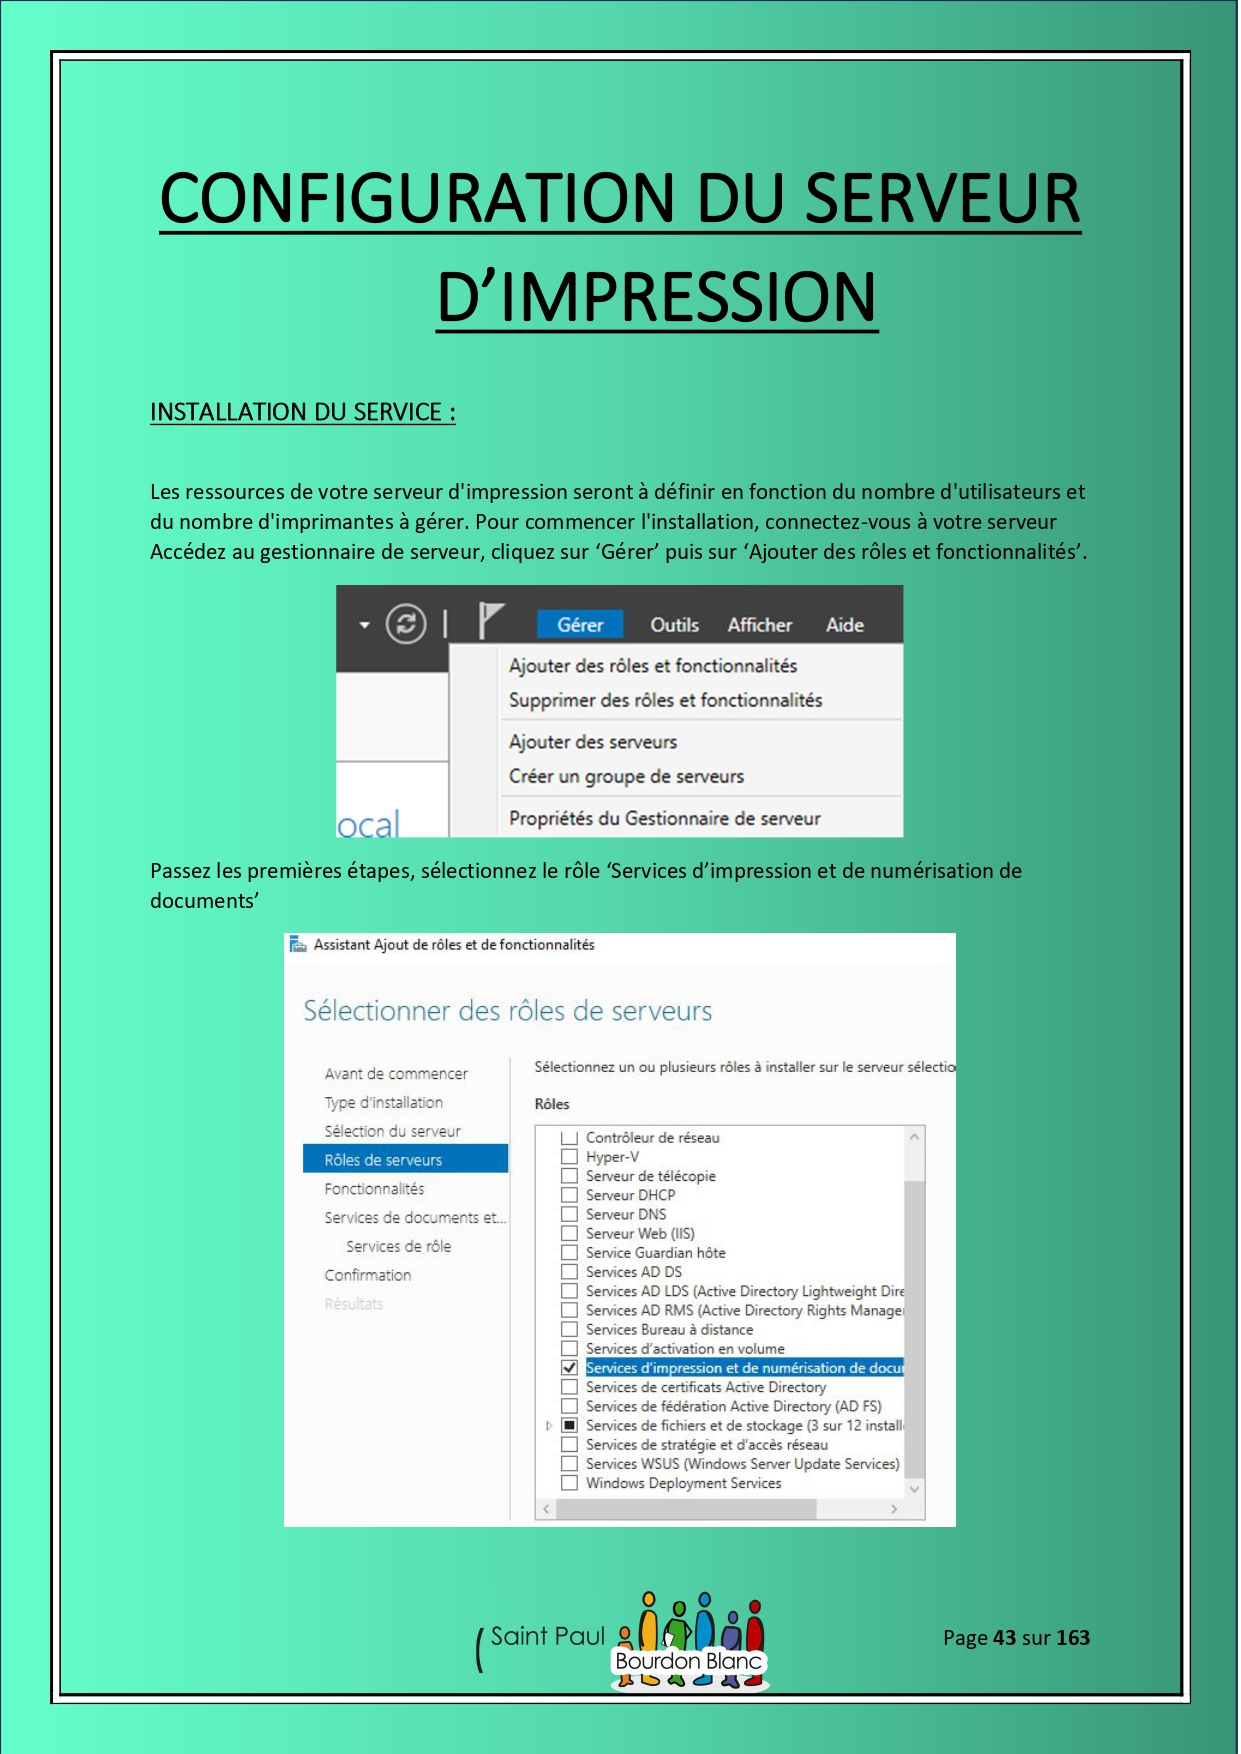 CONFIGURATION DU SERVEUR
D’IMPRESSION
INSTALLATION DU SERVICE :
Les ressources de votre serveur d'impression seront à définir en fonction du nombre d'utilisateurs et
du nombre d'imprimantes à gérer. Pour commencer l'installation, connectez-vous à votre serveur
Accédez au gestionnaire de serveur, cliquez sur ‘Gérer’ puis sur ‘Ajouter des rôles et fonctionnalités’.
Gérer Outils Afficher Aide
Ajouter des rôles et fonctionnalités
Supprimer des rôles et fonctionnalités
Ajouter des serveurs
Créer un groupe de serveurs
Propriétés du Gestionnaire de serveur
ocal
Passez les premières étapes, sélectionnez le rôle ‘Services d’impression et de numérisation de
documents’
Assistant Ajout de rôles et de fonctionnalités
Sélectionner des rôles de serveurs
Avant de commencer
Type d'installation
Sélection du serveur
Rôles de serveurs
Fonctionnalités
Services de documents et...
Services de rôle
Confirmation
Résultats
Sélectionnez un ou plusieurs rôles à installer sur le serveur sélectio
Rôles
Contrôleur de réseau
Hyper-V
Serveur de télécopie
Serveur DHCP
Serveur DNS
Serveur Web (IIS)
Service Guardian hôte
Services AD DS
Services AD LDS (Active Directory Lightweight Dire
Services AD RMS (Active Directory Rights Manage
Services Bureau à distance
Services d’activation en volume
Services d’impression et de numérisation de docu
Services de certificats Active Directory
Services de fédération Active Directory (AD FS)
Services de fichiers et de stockage (3 sur 12 install
Services de stratégie et d’accès réseau
Services WSUS (Windows Server Update Services)
Windows Deployment Services
Saint Paul
Bourdon Blanc
Page 43 sur 163